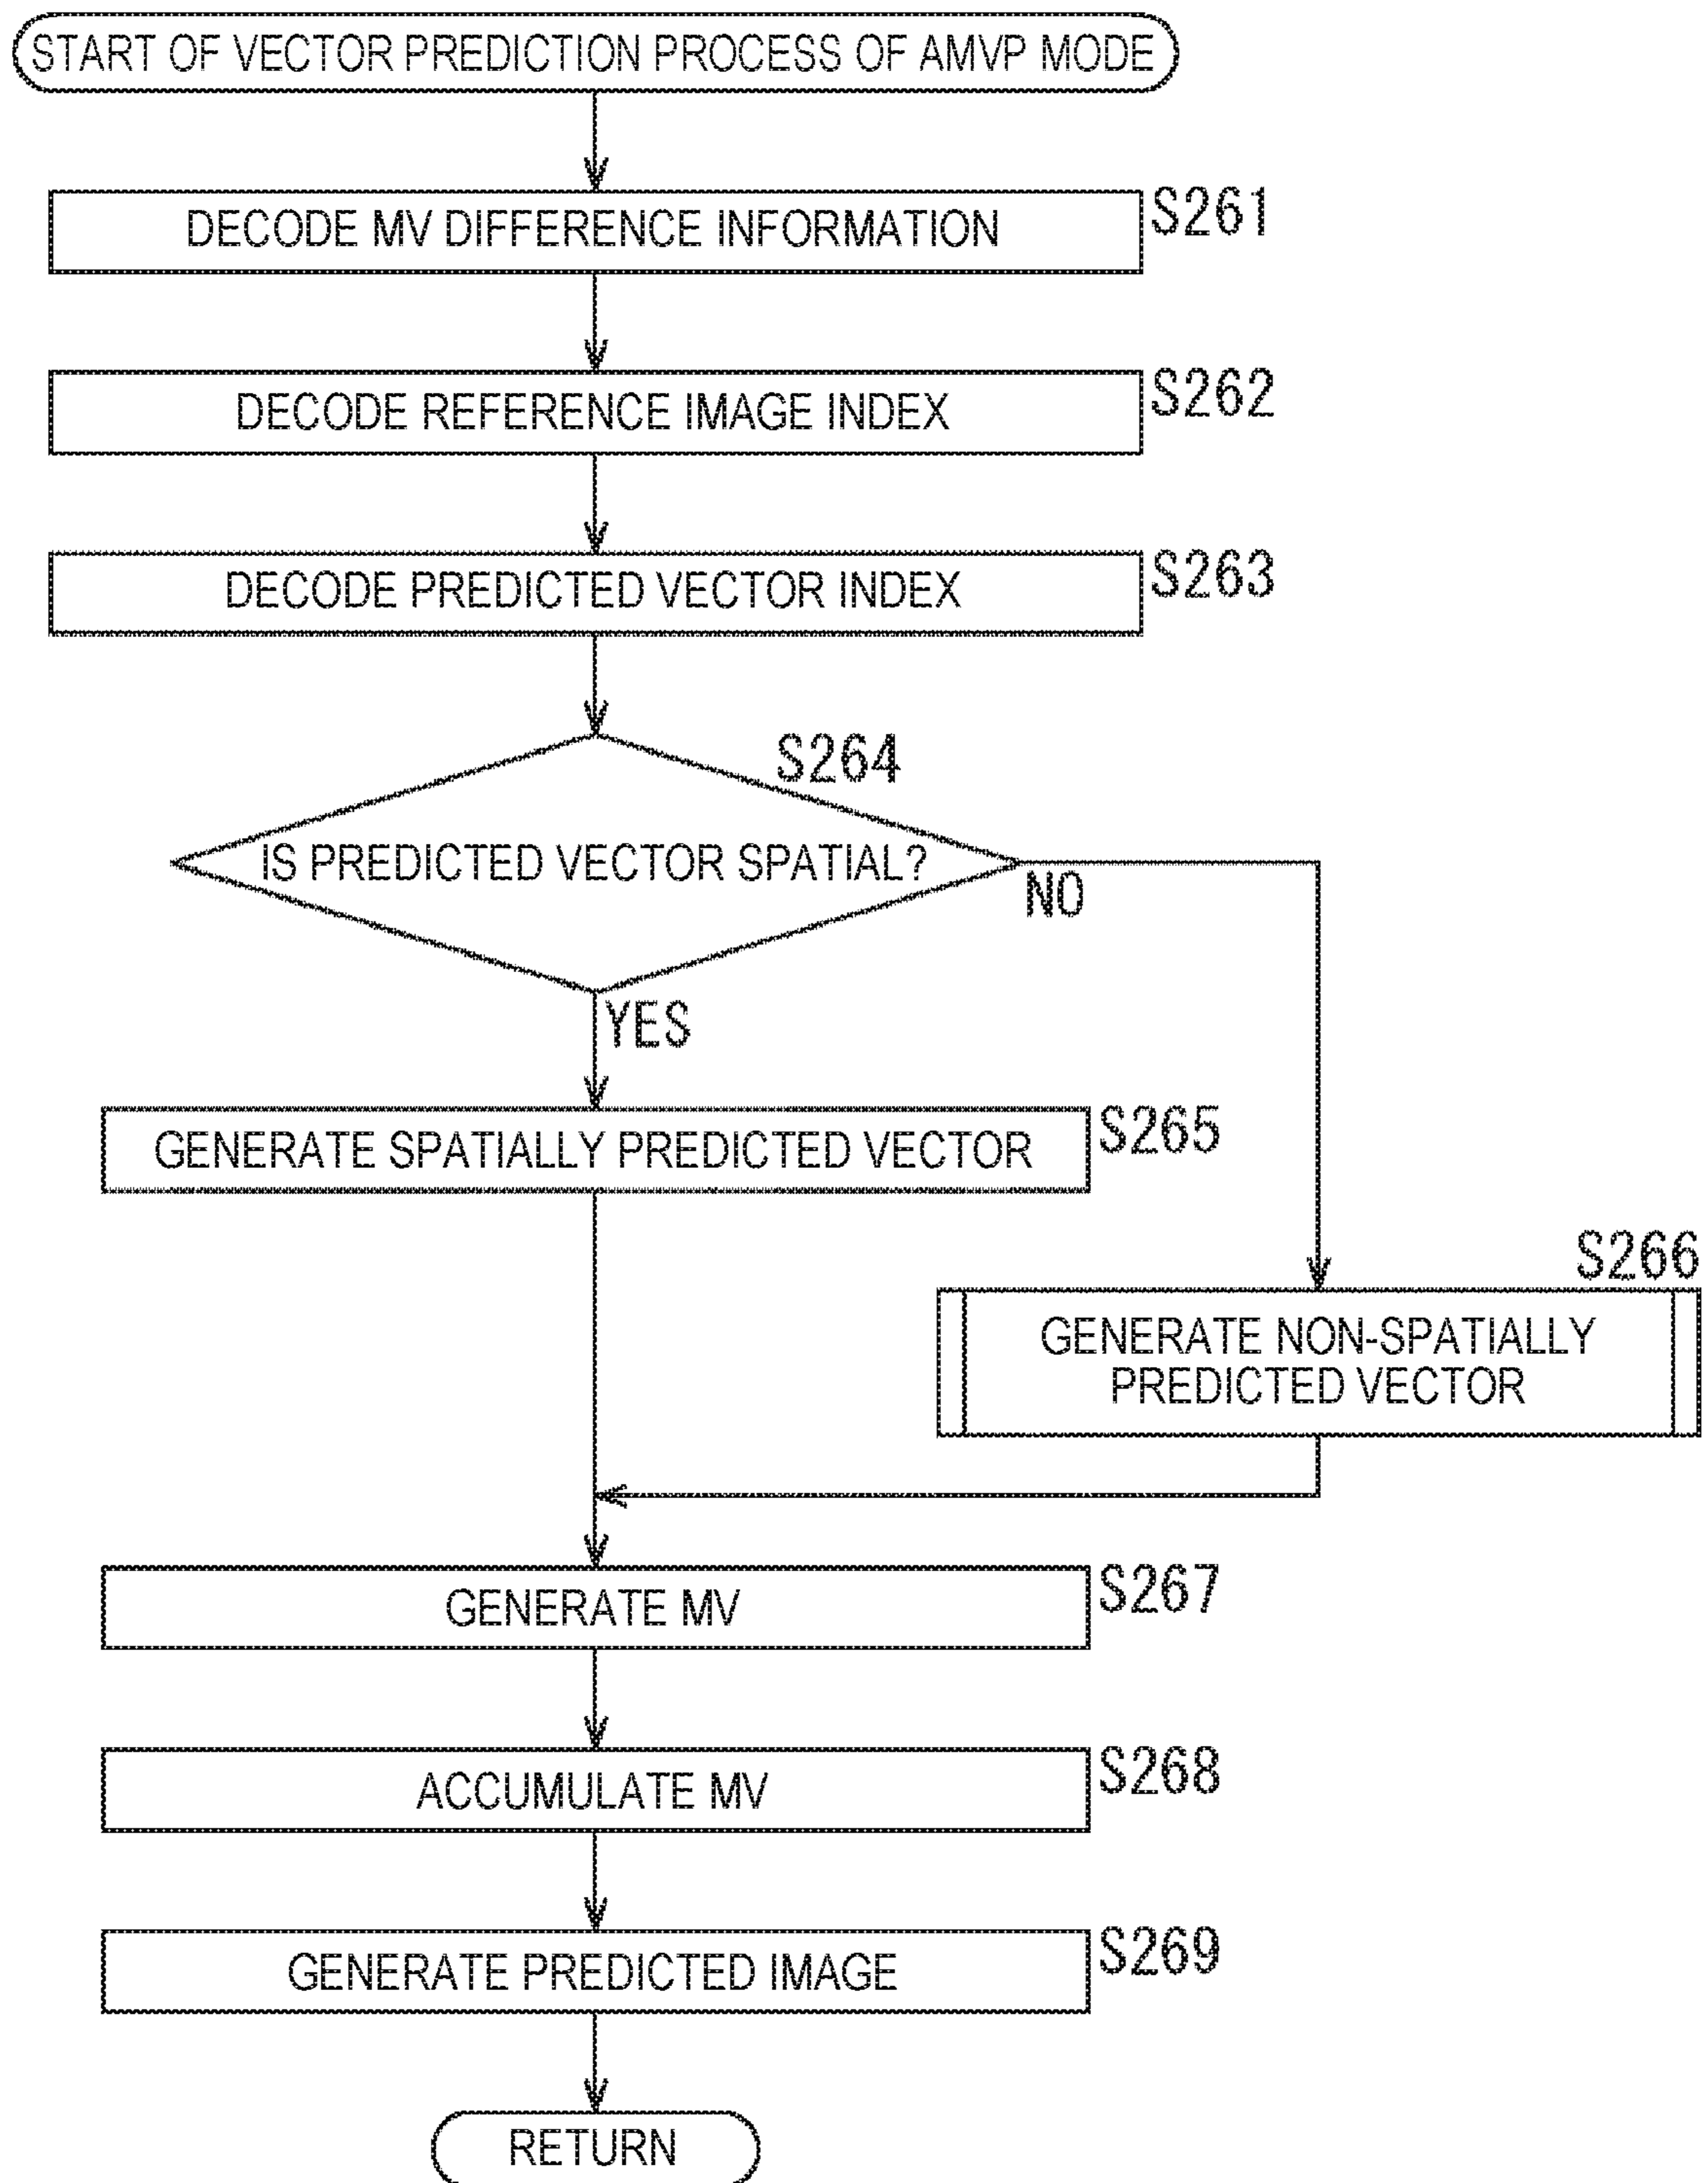 START OF VECTOR PREDICTION PROCESS OF AMVP MODE
DECODE MV DIFFERENCE INFORMATION
S261
DECODE REFERENCE IMAGE INDEX
S262
DECODE PREDICTED VECTOR INDEX
S263
S264
IS PREDICTED VECTOR SPATIAL?
NO
YES
GENERATE SPATIALLY PREDICTED VECTOR
S265
S266
GENERATE NON-SPATIALLY
PREDICTED VECTOR
GENERATE MV
S267
ACCUMULATE MV
S268
GENERATE PREDICTED IMAGE
S269
RETURN